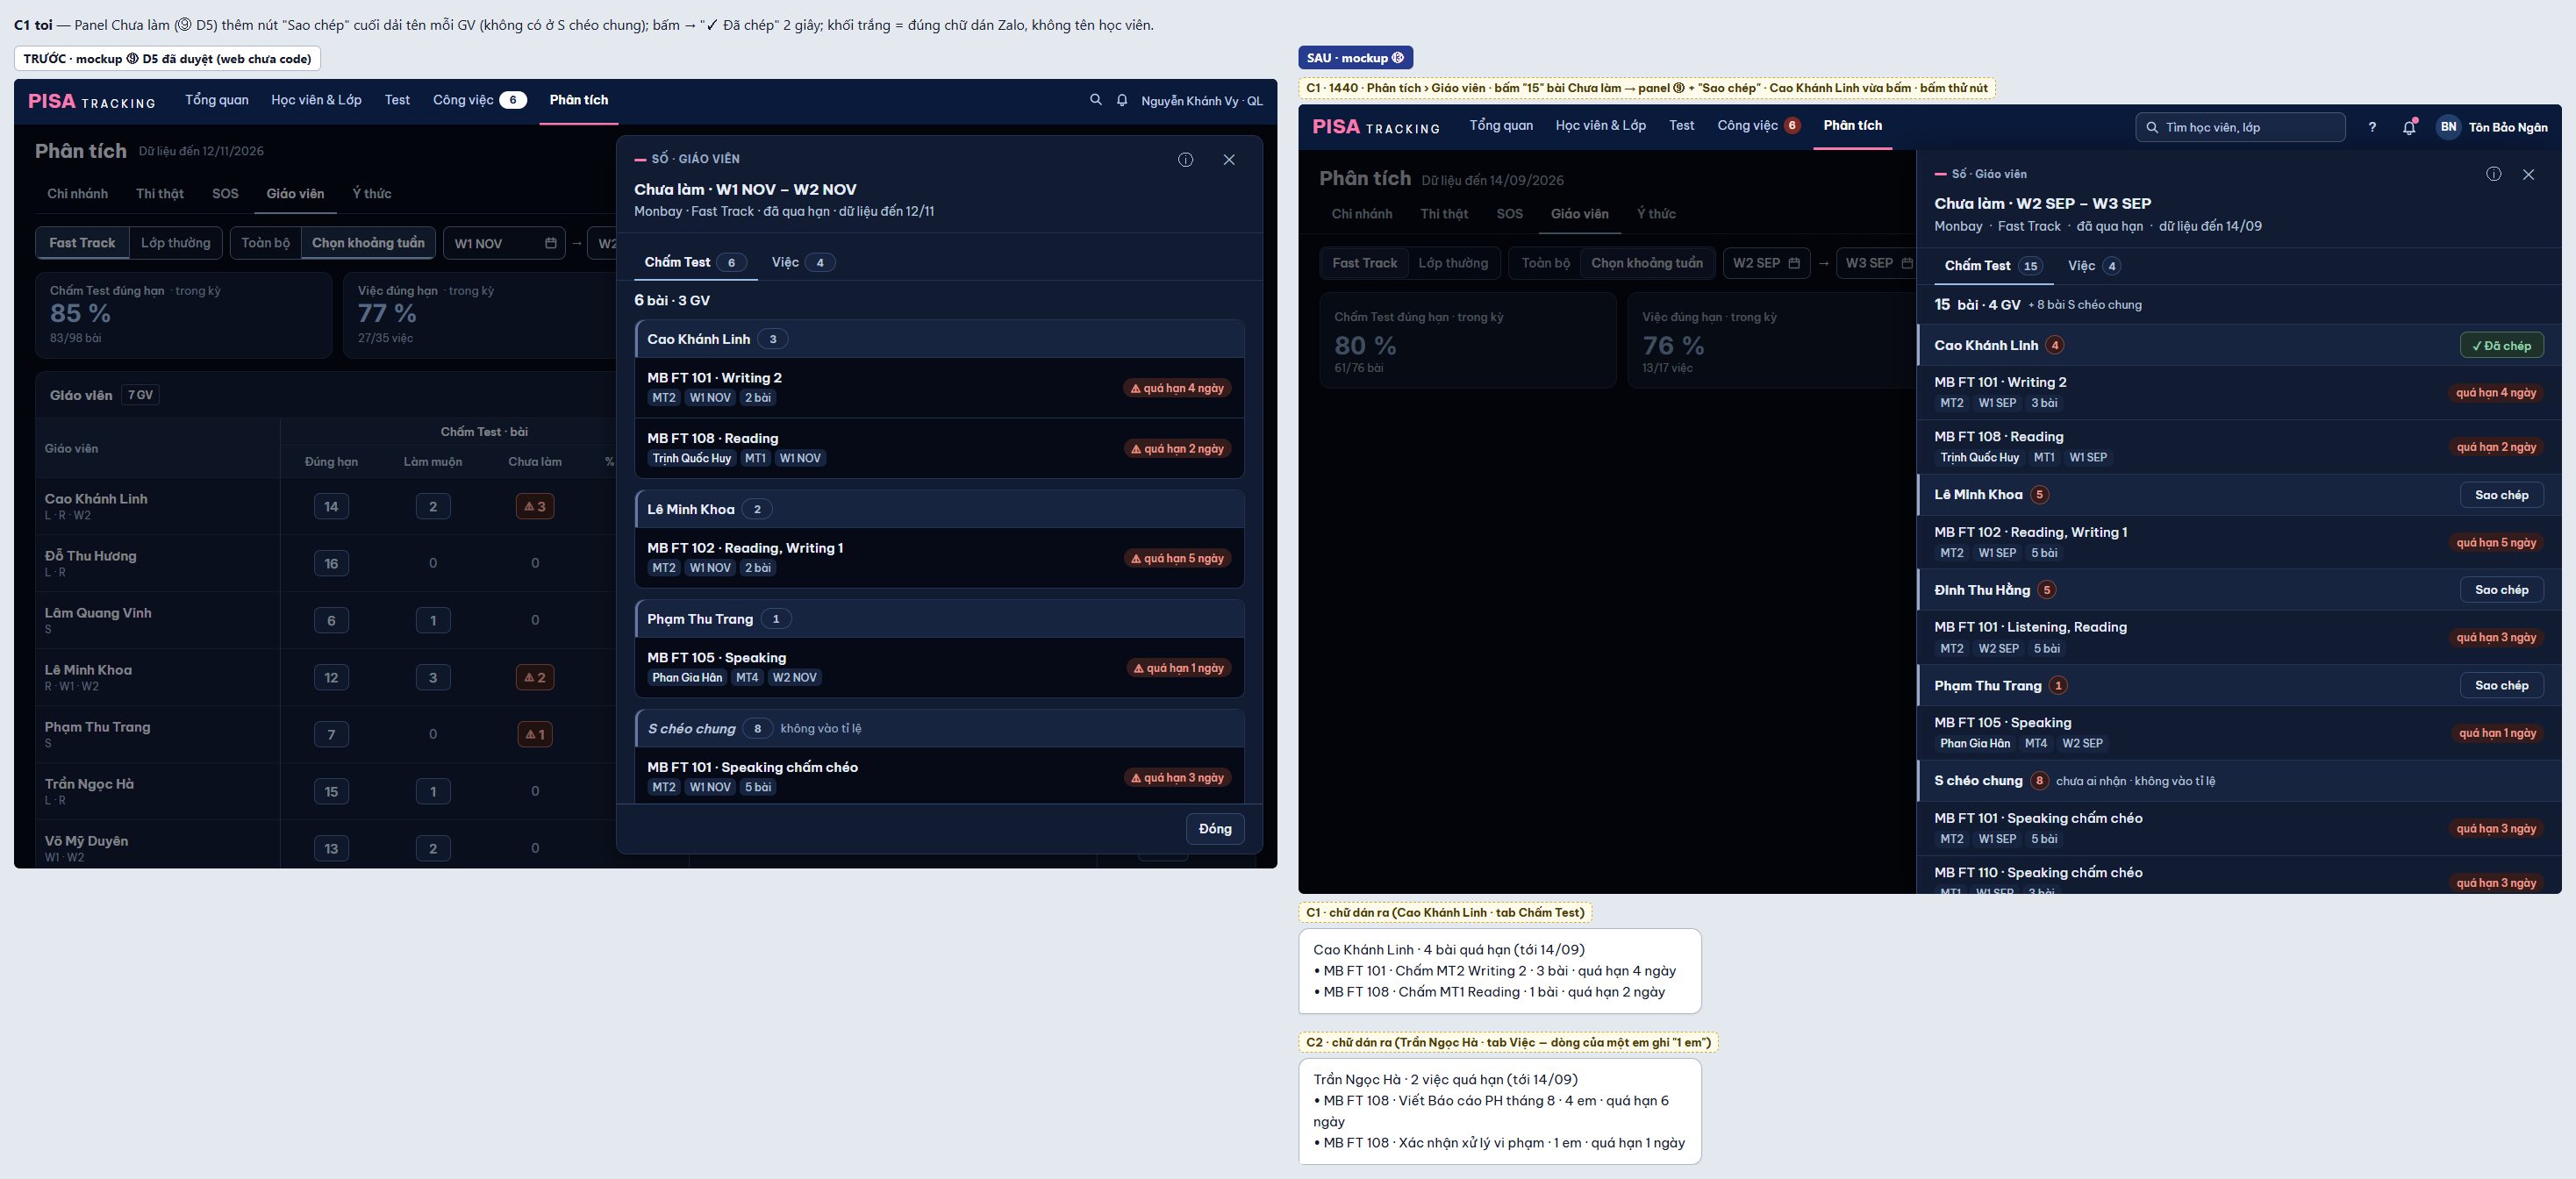 C1 toi — Panel Chưa làm (⑨ D5) thêm nút "Sao chép" cuối dải tên mỗi GV (không có ở S chéo chung); bấm → "✓ Đã chép" 2 giây; khối trắng = đúng chữ dán Zalo, không tên học viên.
TRƯỚC · mockup ⑨ D5 đã duyệt (web chưa code)
PISA TRACKING
Tổng quan
Học viên & Lớp
Test
Công việc 6
Phân tích
Nguyễn Khánh Vy · QL
Phân tích Dữ liệu đến 12/11/2026
Chi nhánh
Thi thật
SOS
Giáo viên
Ý thức
Fast Track
Lớp thường
Toàn bộ
Chọn khoảng tuần
W1 NOV
→
W2
Chấm Test đúng hạn · trong kỳ
85 %
83/98 bài
Việc đúng hạn · trong kỳ
77 %
27/35 việc
Giáo viên 7 GV
Giáo viên
Chấm Test · bài
Đúng hạn
Làm muộn
Chưa làm
%
Cao Khánh Linh
L · R · W2
14
2
⚠ 3
Đỗ Thu Hương
L · R
16
0
0
Lâm Quang Vinh
S
6
1
0
Lê Minh Khoa
R · W1 · W2
12
3
⚠ 2
Phạm Thu Trang
S
7
0
⚠ 1
Trần Ngọc Hà
L · R
15
1
0
Võ Mỹ Duyên
W1 · W2
13
2
0
SỐ · GIÁO VIÊN
Chưa làm · W1 NOV – W2 NOV
Monbay · Fast Track · đã qua hạn · dữ liệu đến 12/11
Chấm Test 6
Việc 4
6 bài · 3 GV
Cao Khánh Linh 3
MB FT 101 · Writing 2
MT2 W1 NOV 2 bài
⚠ quá hạn 4 ngày
MB FT 108 · Reading
Trịnh Quốc Huy MT1 W1 NOV
⚠ quá hạn 2 ngày
Lê Minh Khoa 2
MB FT 102 · Reading, Writing 1
MT2 W1 NOV 2 bài
⚠ quá hạn 5 ngày
Phạm Thu Trang 1
MB FT 105 · Speaking
Phan Gia Hân MT4 W2 NOV
⚠ quá hạn 1 ngày
S chéo chung 8 không vào tỉ lệ
MB FT 101 · Speaking chấm chéo
MT2 W1 NOV 5 bài
⚠ quá hạn 3 ngày
Đóng
SAU · mockup ⑱
C1 · 1440 · Phân tích › Giáo viên · bấm "15" bài Chưa làm → panel ⑨ + "Sao chép" · Cao Khánh Linh vừa bấm · bấm thử nút
PISA TRACKING
Tổng quan
Học viên & Lớp
Test
Công việc 6
Phân tích
Tìm học viên, lớp
?
BN Tôn Bảo Ngân
Phân tích Dữ liệu đến 14/09/2026
Chi nhánh
Thi thật
SOS
Giáo viên
Ý thức
Fast Track
Lớp thường
Toàn bộ
Chọn khoảng tuần
W2 SEP
→
W3 SEP
Chấm Test đúng hạn · trong kỳ
80 %
61/76 bài
Việc đúng hạn · trong kỳ
76 %
13/17 việc
Số · Giáo viên
Chưa làm · W2 SEP – W3 SEP
Monbay · Fast Track · đã qua hạn · dữ liệu đến 14/09
Chấm Test 15
Việc 4
15 bài · 4 GV + 8 bài S chéo chung
Cao Khánh Linh 4
✓ Đã chép
MB FT 101 · Writing 2
MT2 W1 SEP 3 bài
quá hạn 4 ngày
MB FT 108 · Reading
Trịnh Quốc Huy MT1 W1 SEP
quá hạn 2 ngày
Lê Minh Khoa 5
Sao chép
MB FT 102 · Reading, Writing 1
MT2 W1 SEP 5 bài
quá hạn 5 ngày
Đinh Thu Hằng 5
Sao chép
MB FT 101 · Listening, Reading
MT2 W2 SEP 5 bài
quá hạn 3 ngày
Phạm Thu Trang 1
Sao chép
MB FT 105 · Speaking
Phan Gia Hân MT4 W2 SEP
quá hạn 1 ngày
S chéo chung 8 chưa ai nhận · không vào tỉ lệ
MB FT 101 · Speaking chấm chéo
MT2 W1 SEP 5 bài
quá hạn 3 ngày
MB FT 110 · Speaking chấm chéo
MT1 W1 SEP 3 bài
quá hạn 3 ngày
C1 · chữ dán ra (Cao Khánh Linh · tab Chấm Test)
Cao Khánh Linh · 4 bài quá hạn (tới 14/09)
• MB FT 101 · Chấm MT2 Writing 2 · 3 bài · quá hạn 4 ngày
• MB FT 108 · Chấm MT1 Reading · 1 bài · quá hạn 2 ngày
C2 · chữ dán ra (Trần Ngọc Hà · tab Việc — dòng của một em ghi "1 em")
Trần Ngọc Hà · 2 việc quá hạn (tới 14/09)
• MB FT 108 · Viết Báo cáo PH tháng 8 · 4 em · quá hạn 6
ngày
• MB FT 108 · Xác nhận xử lý vi phạm · 1 em · quá hạn 1 ngày